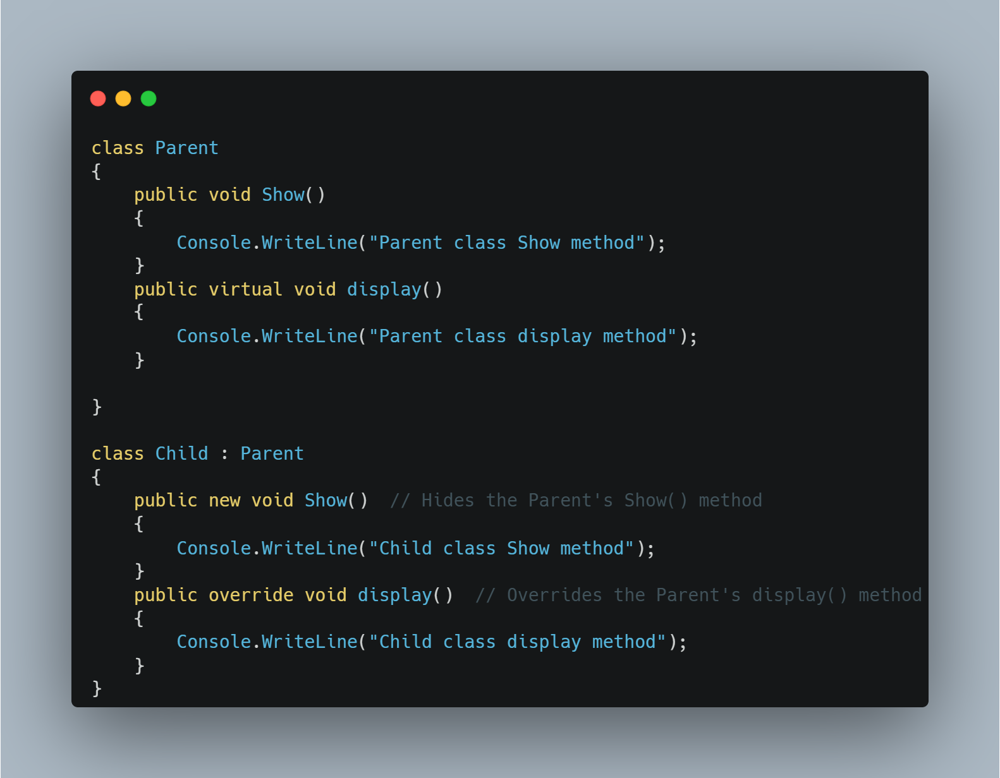 class Parent
{
    public void Show()
    {
        Console.WriteLine("Parent class Show method");
    }
    public virtual void display()
    {
        Console.WriteLine("Parent class display method");
    }

}

class Child : Parent
{
    public new void Show()  // Hides the Parent's Show() method
    {
        Console.WriteLine("Child class Show method");
    }
    public override void display()  // Overrides the Parent's display() method
    {
        Console.WriteLine("Child class display method");
    }
}